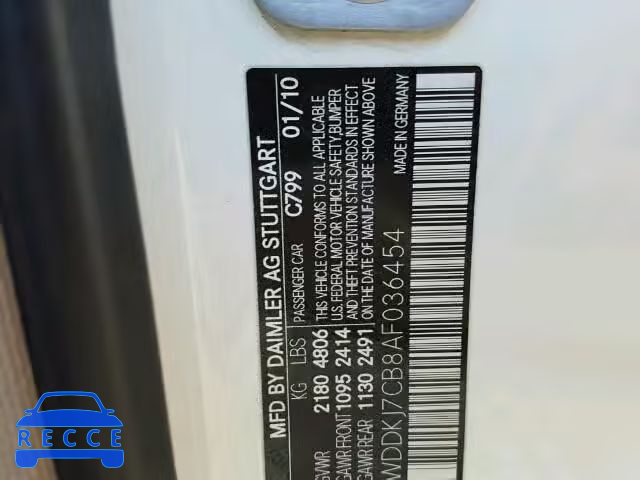 MFD BY DAIMLER AG STUTTGART
C799 01/10
KG LBS PASSENGER CAR
GVWR 2180 4806
GAWR FRONT 1095 2414
GAWR REAR 1130 2491
THIS VEHICLE CONFORMS TO ALL APPLICABLE
U.S. FEDERAL MOTOR VEHICLE SAFETY, BUMPER
AND THEFT PREVENTION STANDARDS IN EFFECT
ON THE DATE OF MANUFACTURE SHOWN ABOVE
WDDKJ7CB8AF036454
MADE IN GERMANY
RECCE